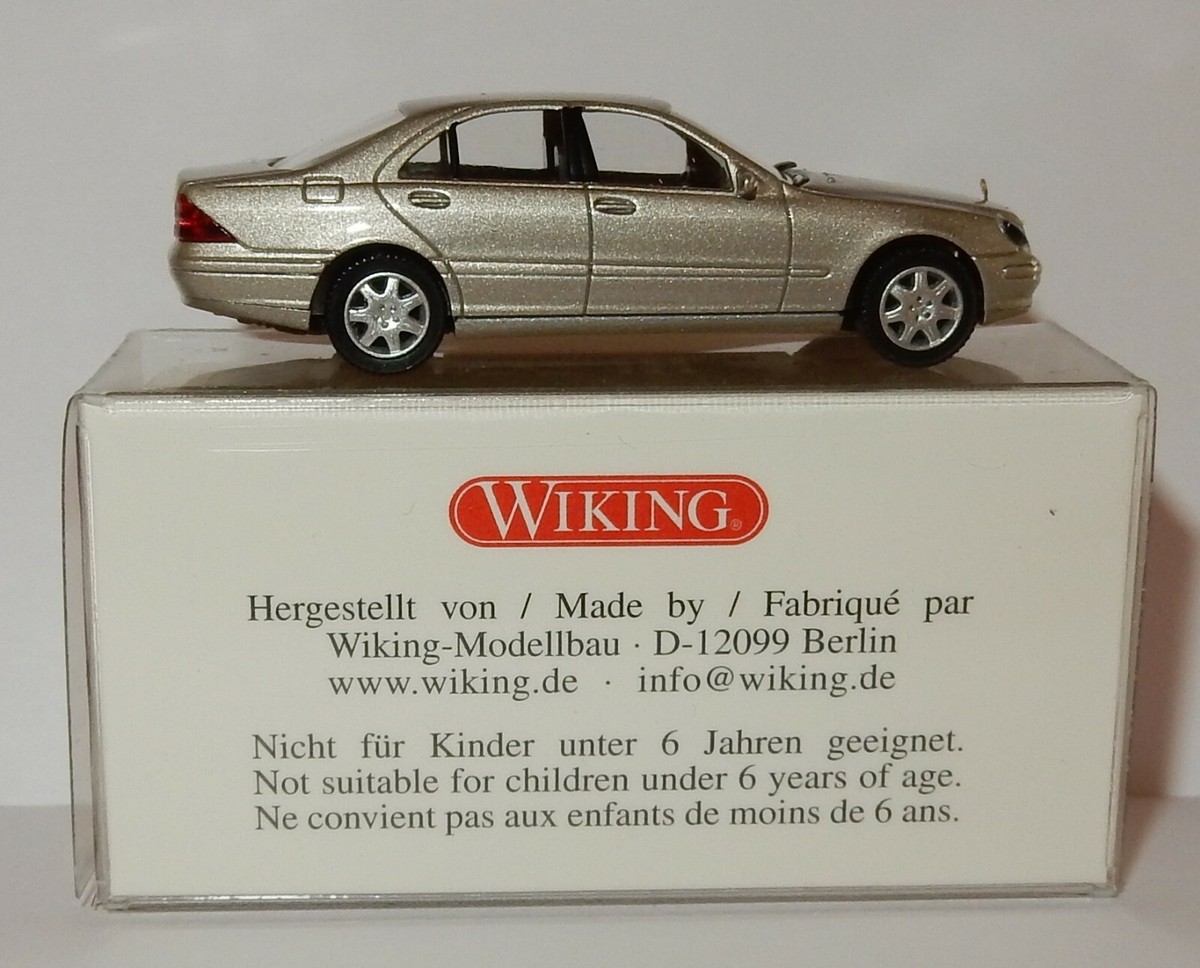 WIKING®
Hergestellt von / Made by / Fabriqué par
Wiking-Modellbau · D-12099 Berlin
www.wiking.de · info@wiking.de
Nicht für Kinder unter 6 Jahren geeignet.
Not suitable for children under 6 years of age.
Ne convient pas aux enfants de moins de 6 ans.